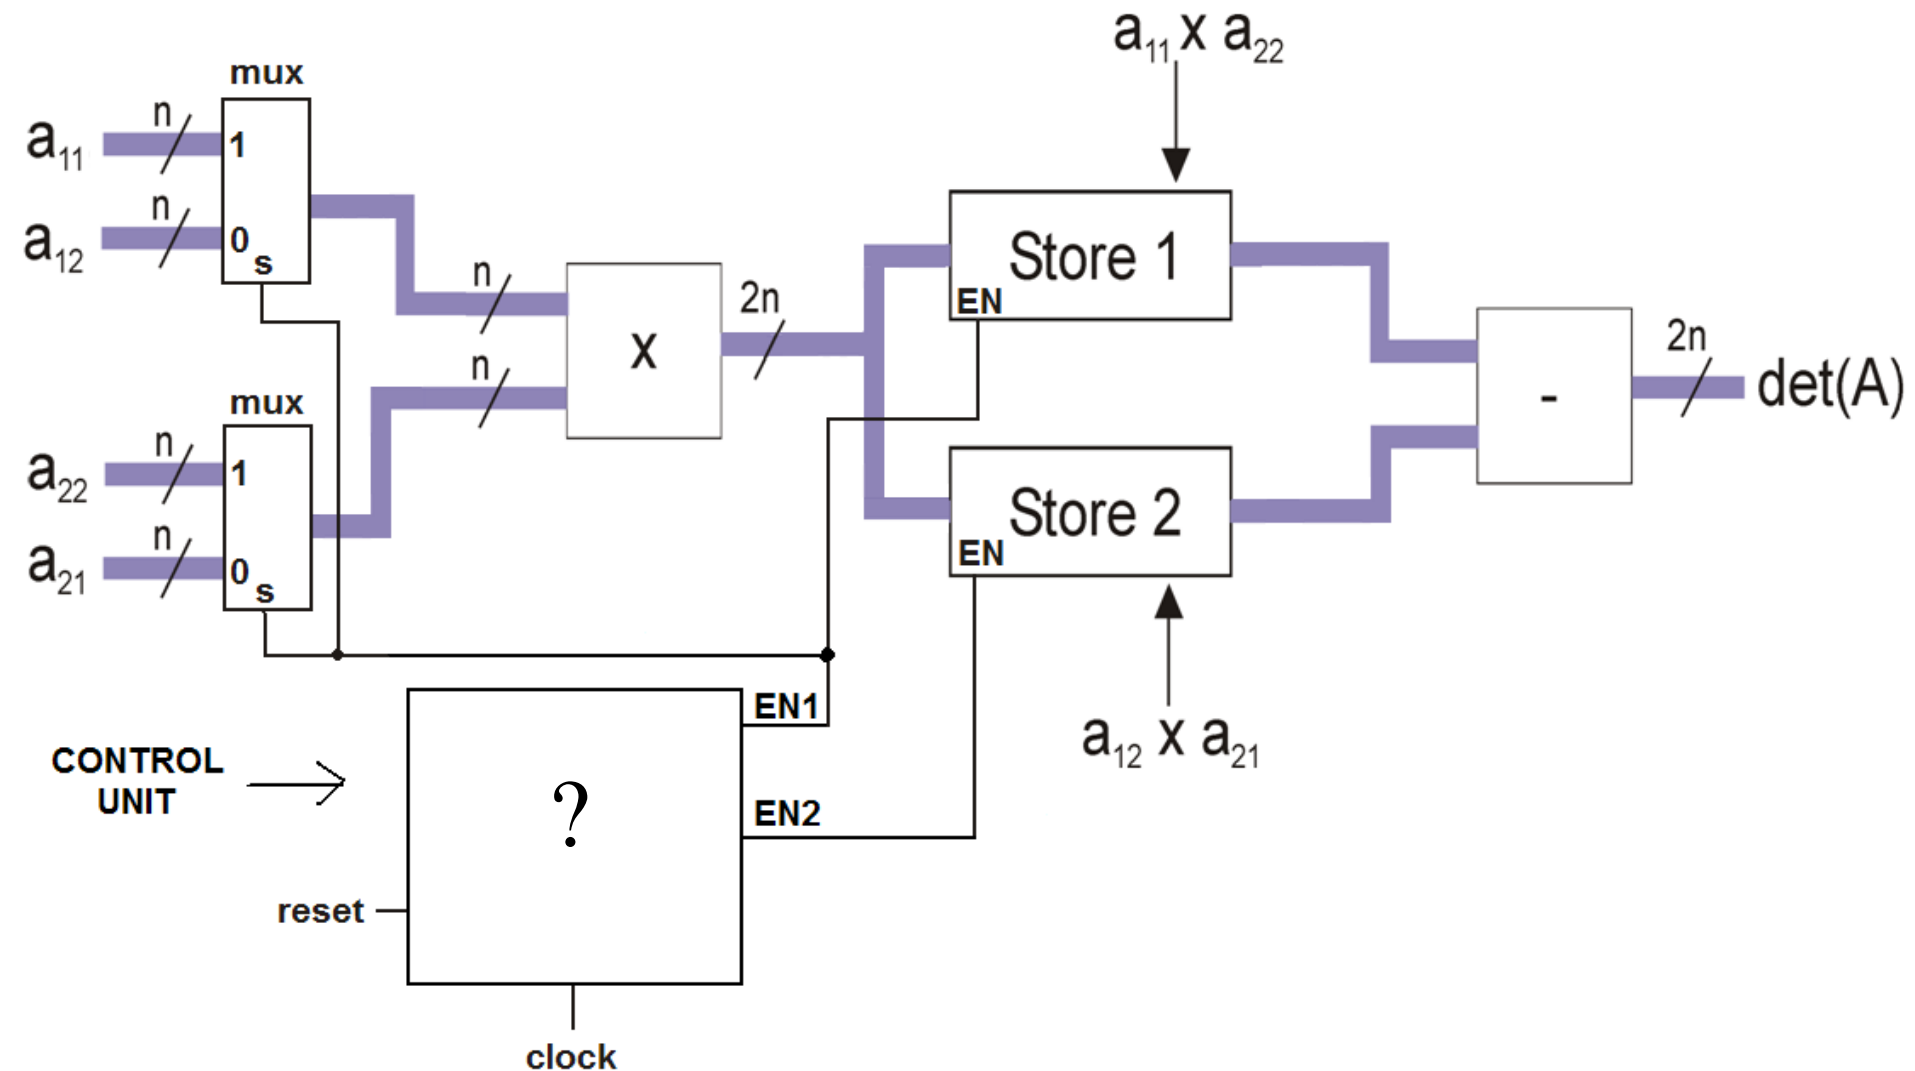 a11 x a22
mux
n
a11
1
n
a12
0
s
n
2n
Store 1
EN
x
2n
det(A)
-
n
mux
n
a22
1
n
a21
0
s
Store 2
EN
EN1
a12 x a21
CONTROL
UNIT
?
EN2
reset
clock